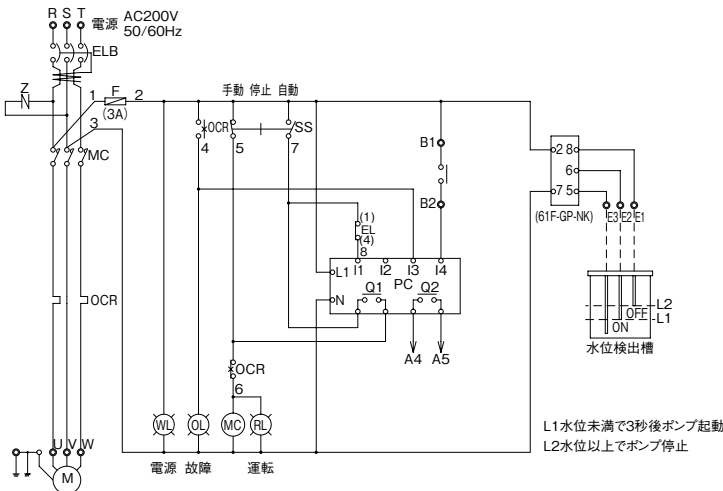 R S T 電源 AC200V
50/60Hz
ELB
Z
1 F 2
(3A)
3
MC
手動 停止 自動
OCR SS
4 5 7
B1
B2
2 8
6
7 5
(61F-GP-NK)
E3 E2 E1
(1)
EL
(4)
8
L1 I1 I2 I3 I4
PC
N Q1 Q2
OCR
A4 A5
L2
OFF
L1
ON
水位検出槽
OCR
6
WL OL MC RL
電源 故障 運転
L1水位未満で3秒後ポンプ起動
L2水位以上でポンプ停止
U V W
M